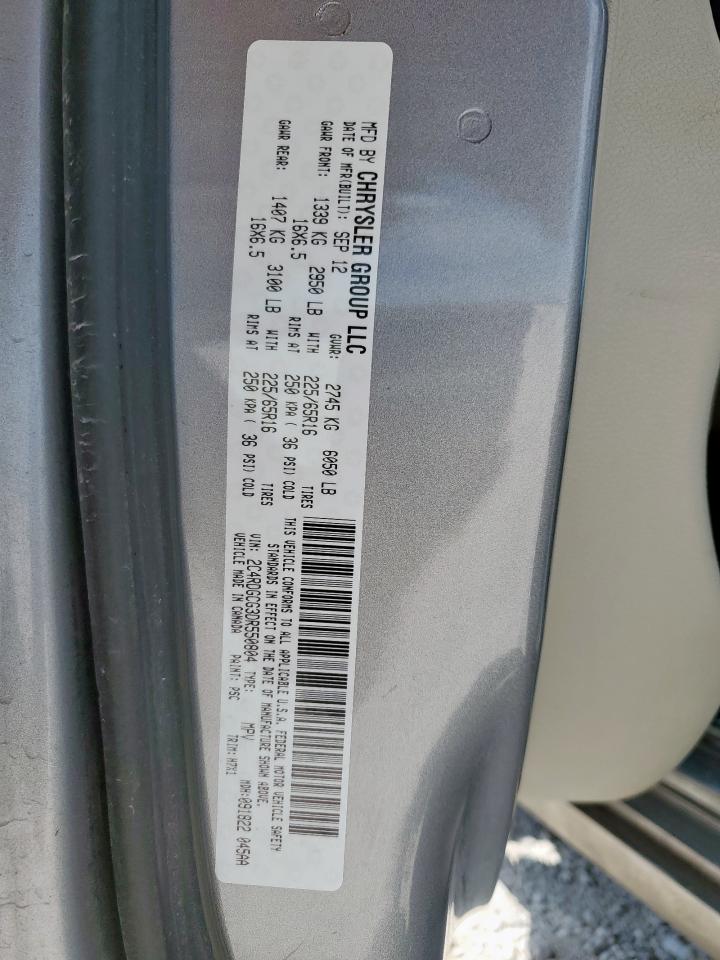 MFD BY CHRYSLER GROUP LLC
DATE OF MFR(BUILT): SEP 12 GVWR: 2745 KG 6050 LB
GAWR FRONT: 1339 KG 2950 LB WITH 225/65R16 TIRES
16X6.5 RIMS AT 250 KPA ( 36 PSI) COLD
GAWR REAR: 1407 KG 3100 LB WITH 225/65R16 TIRES
16X6.5 RIMS AT 250 KPA ( 36 PSI) COLD
THIS VEHICLE CONFORMS TO ALL APPLICABLE U.S.A. FEDERAL MOTOR VEHICLE SAFETY
STANDARDS IN EFFECT ON THE DATE OF MANUFACTURE SHOWN ABOVE.
VIN: 2C4RDGCG3DR550804 TYPE: MPV MDH:091822 045AA
VEHICLE MADE IN CANADA PAINT: PSC TRIM: H7X1